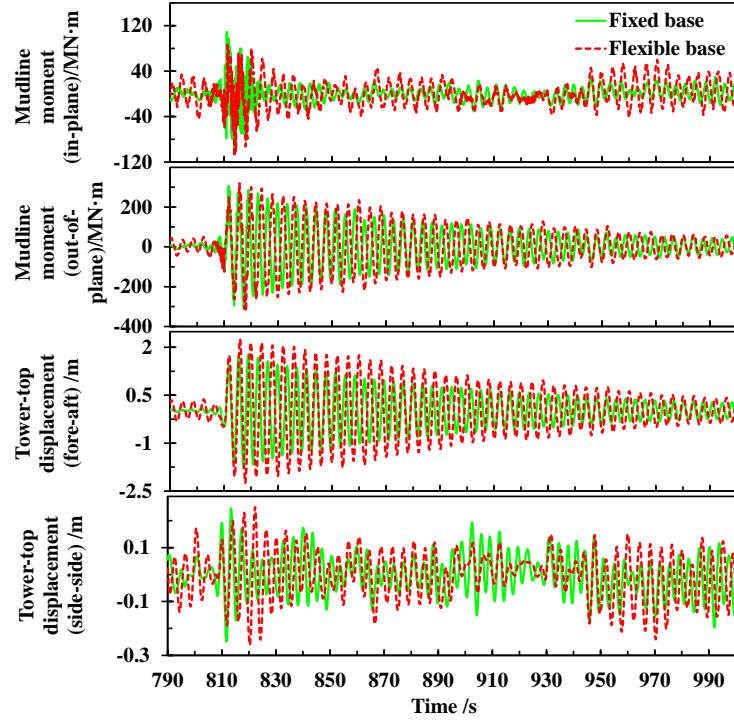 Fixed base
Flexible base
Mudline
moment
(in-plane)/MN·m
120
40
-40
-120
Mudline
moment
(out-of-
plane)/MN·m
200
0
-200
-400
Tower-top
displacement
(fore-aft) /m
2
0.5
-1
-2.5
Tower-top
displacement
(side-side) /m
0.1
-0.1
-0.3
790 810 830 850 870 890 910 930 950 970 990
Time /s